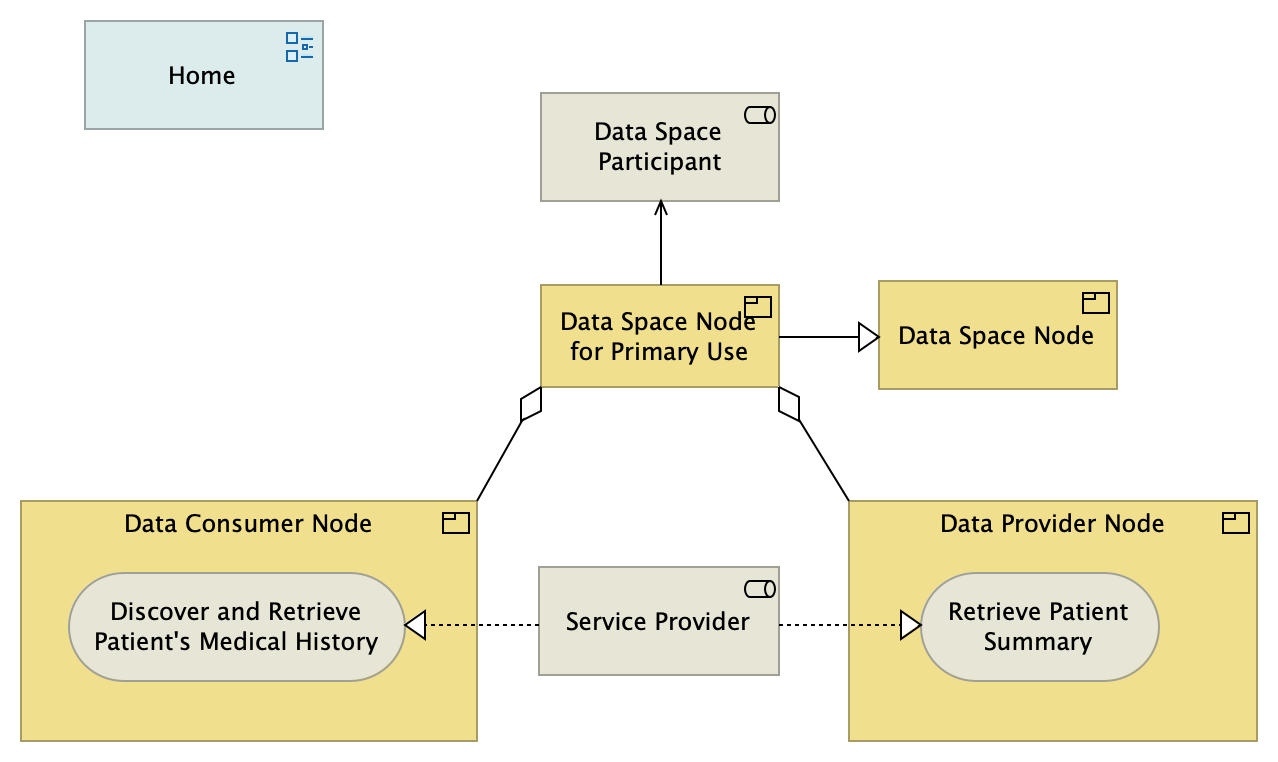 Home
Data Space
Participant
Data Space Node
for Primary Use
Data Space Node
Data Consumer Node
Discover and Retrieve
Patient's Medical History
Service Provider
Data Provider Node
Retrieve Patient
Summary